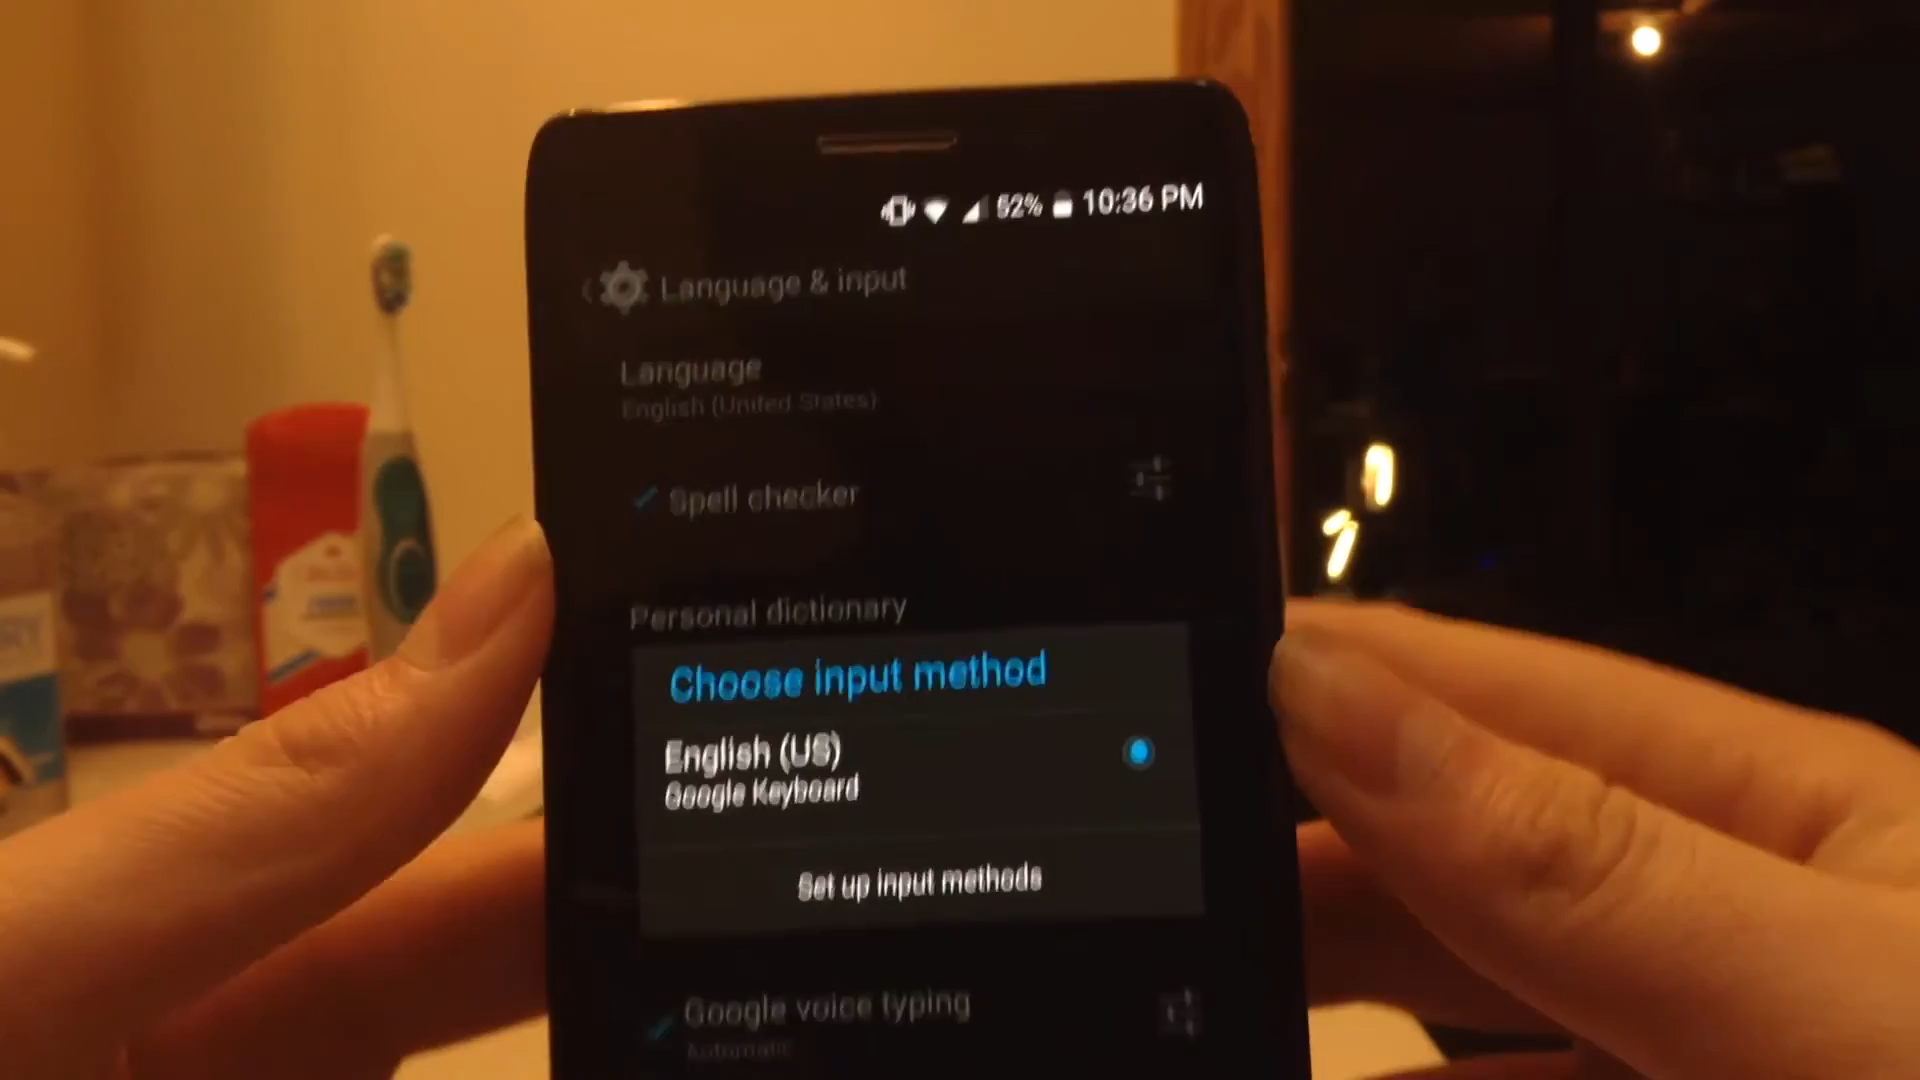 52% 10:36 PM
Language & input
Language
English (United States)
Spell checker
Personal dictionary
Choose input method
English (US)
Google Keyboard
Set up input methods
Google voice typing
Automatic